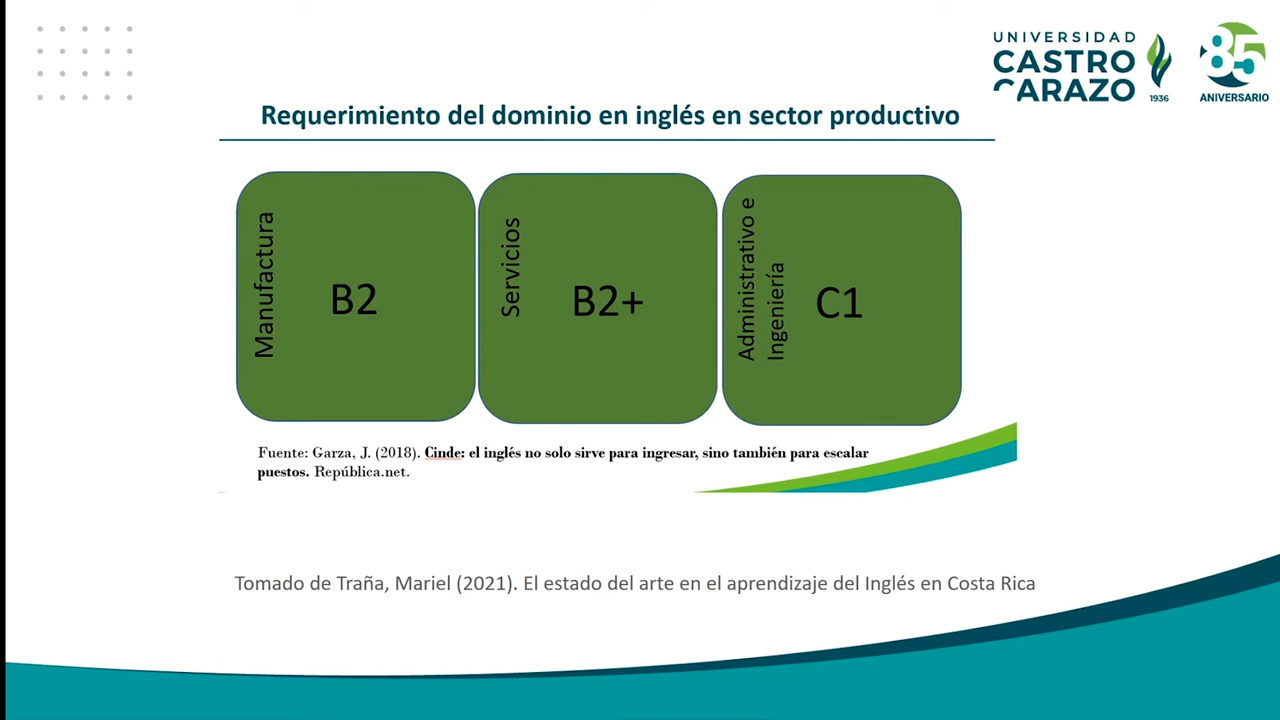 UNIVERSIDAD
CASTRO
CARAZO
1936
85
ANIVERSARIO
Requerimiento del dominio en inglés en sector productivo
Manufactura
B2
Servicios
B2+
Administrativo e
Ingeniería
C1
Fuente: Garza, J. (2018). Cinde: el inglés no solo sirve para ingresar, sino también para escalar
puestos. República.net.
Tomado de Traña, Mariel (2021). El estado del arte en el aprendizaje del Inglés en Costa Rica